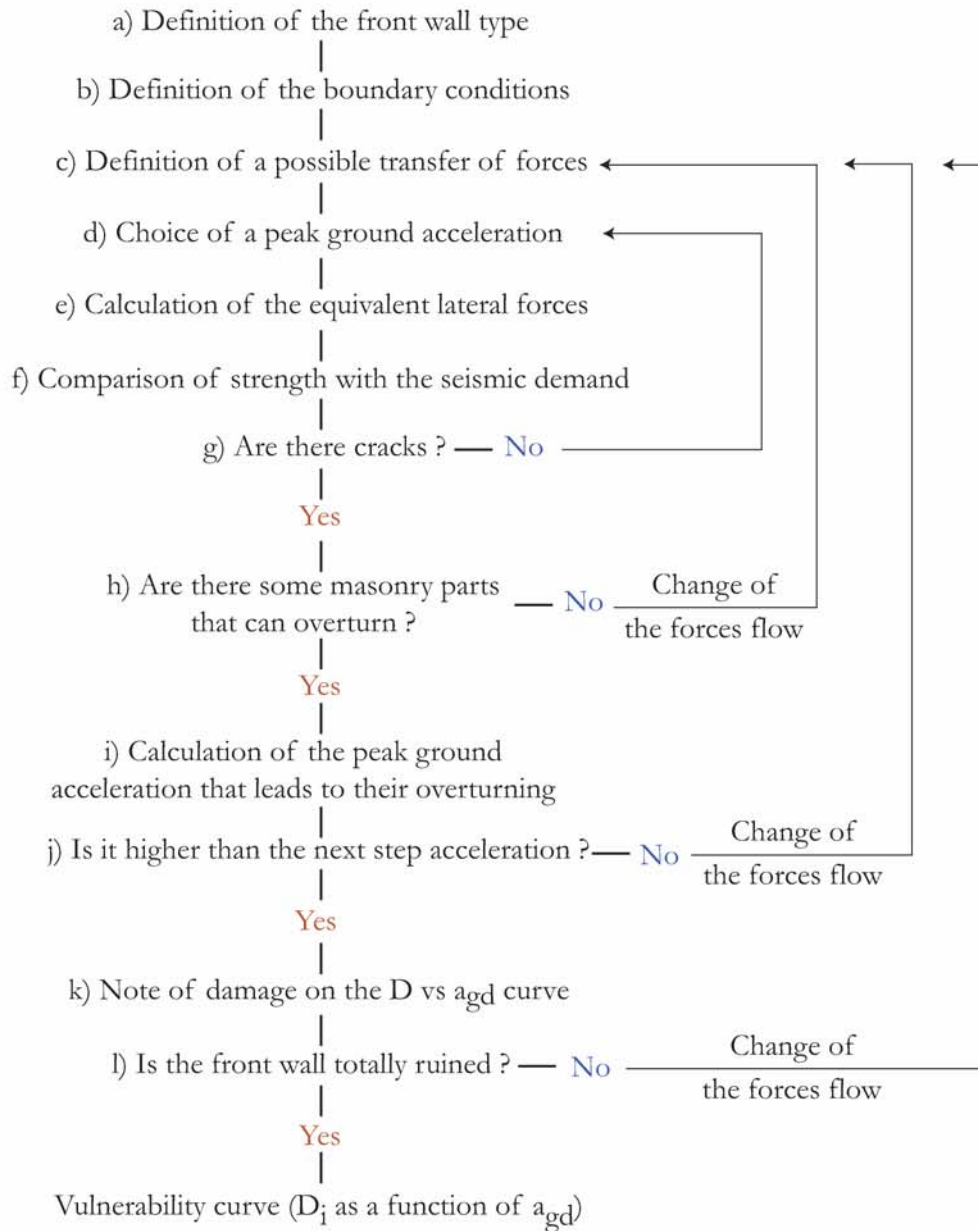 a) Definition of the front wall type
b) Definition of the boundary conditions
c) Definition of a possible transfer of forces
d) Choice of a peak ground acceleration
e) Calculation of the equivalent lateral forces
f) Comparison of strength with the seismic demand
g) Are there cracks ? No
Yes
h) Are there some masonry parts
that can overturn ?
No
Change of
the forces flow
Yes
i) Calculation of the peak ground
acceleration that leads to their overturning
j) Is it higher than the next step acceleration ? No
Change of
the forces flow
Yes
k) Note of damage on the D vs agd curve
l) Is the front wall totally ruined ? No
Change of
the forces flow
Yes
Vulnerability curve (Di as a function of agd)